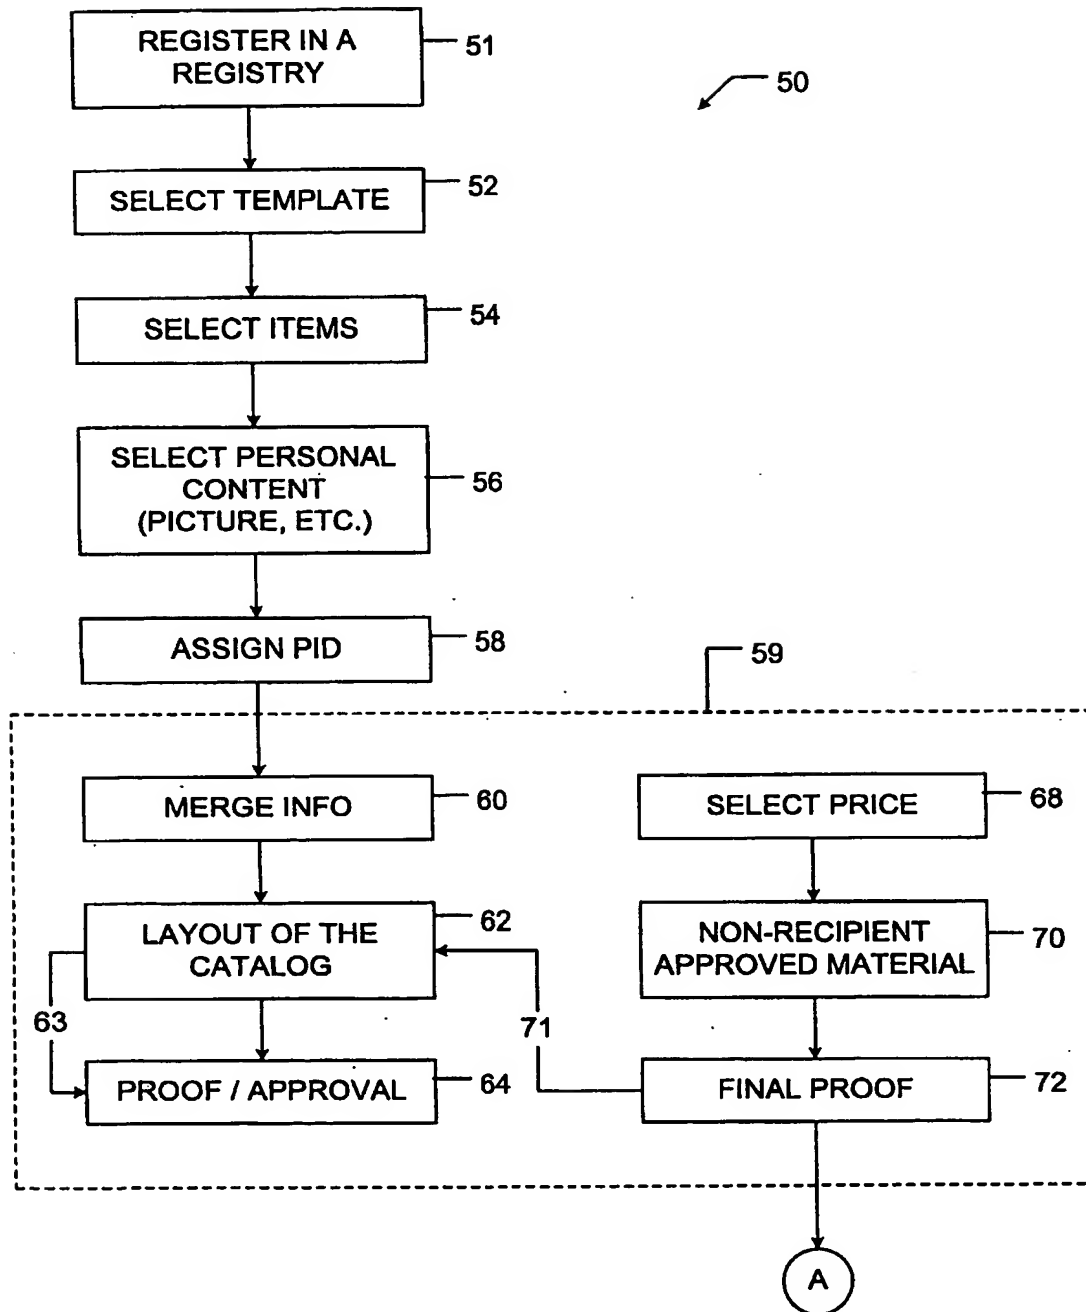 REGISTER IN A
REGISTRY
51
50
SELECT TEMPLATE
52
SELECT ITEMS
54
SELECT PERSONAL
CONTENT
(PICTURE, ETC.)
56
ASSIGN PID
58
59
MERGE INFO
60
LAYOUT OF THE
CATALOG
62
63
PROOF / APPROVAL
64
SELECT PRICE
68
NON-RECIPIENT
APPROVED MATERIAL
70
71
FINAL PROOF
72
A